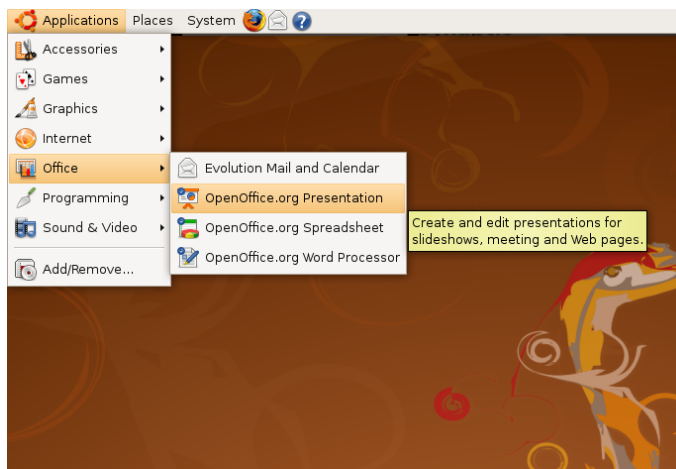 Applications Places System
Accessories
Games
Graphics
Internet
Office
Programming
Sound & Video
Add/Remove...
Evolution Mail and Calendar
OpenOffice.org Presentation
OpenOffice.org Spreadsheet
OpenOffice.org Word Processor
Create and edit presentations for
slideshows, meeting and Web pages.